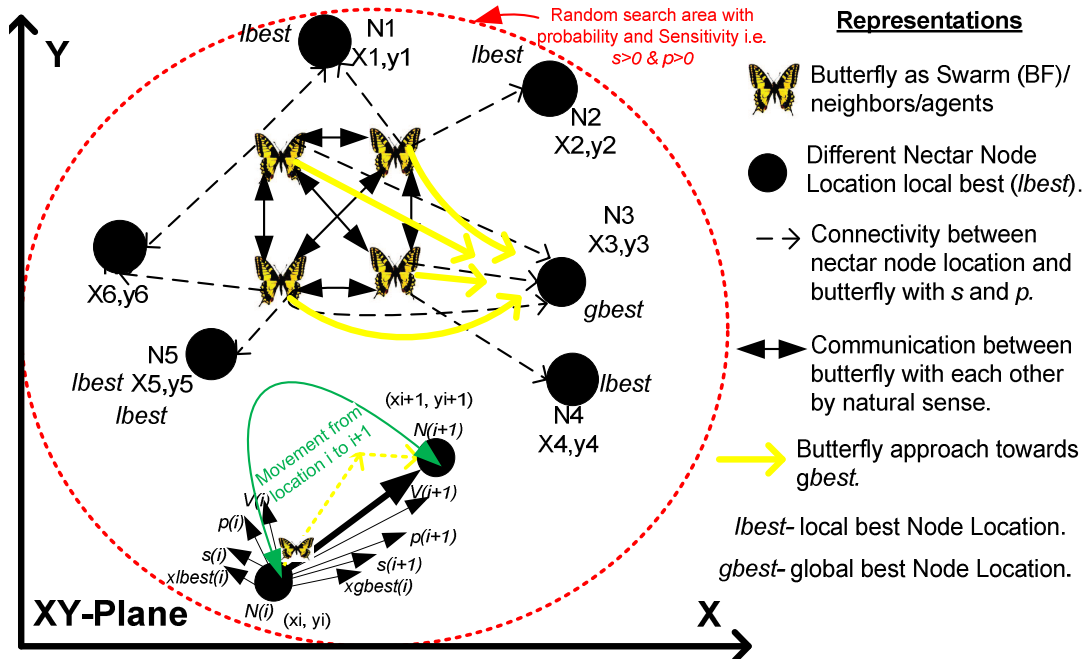 Y
lbest
N1
X1,y1
Random search area with
probability and Sensitivity i.e.
s>0 & p>0
lbest
N2
X2,y2
N3
X3,y3
gbest
X6,y6
N5
lbest X5,y5
lbest
lbest
N4
X4,y4
(xi+1, yi+1)
N(i+1)
Movement from
location i to i+1
V(i)
V(i+1)
p(i)
p(i+1)
s(i)
s(i+1)
xlbest(i)
xgbest(i)
N(i)
(xi, yi)
XY-Plane
X
Representations
Butterfly as Swarm (BF)/
neighbors/agents
Different Nectar Node
Location local best (lbest).
Connectivity between
nectar node location and
butterfly with s and p.
Communication between
butterfly with each other
by natural sense.
Butterfly approach towards
gbest.
lbest- local best Node Location.
gbest- global best Node Location.